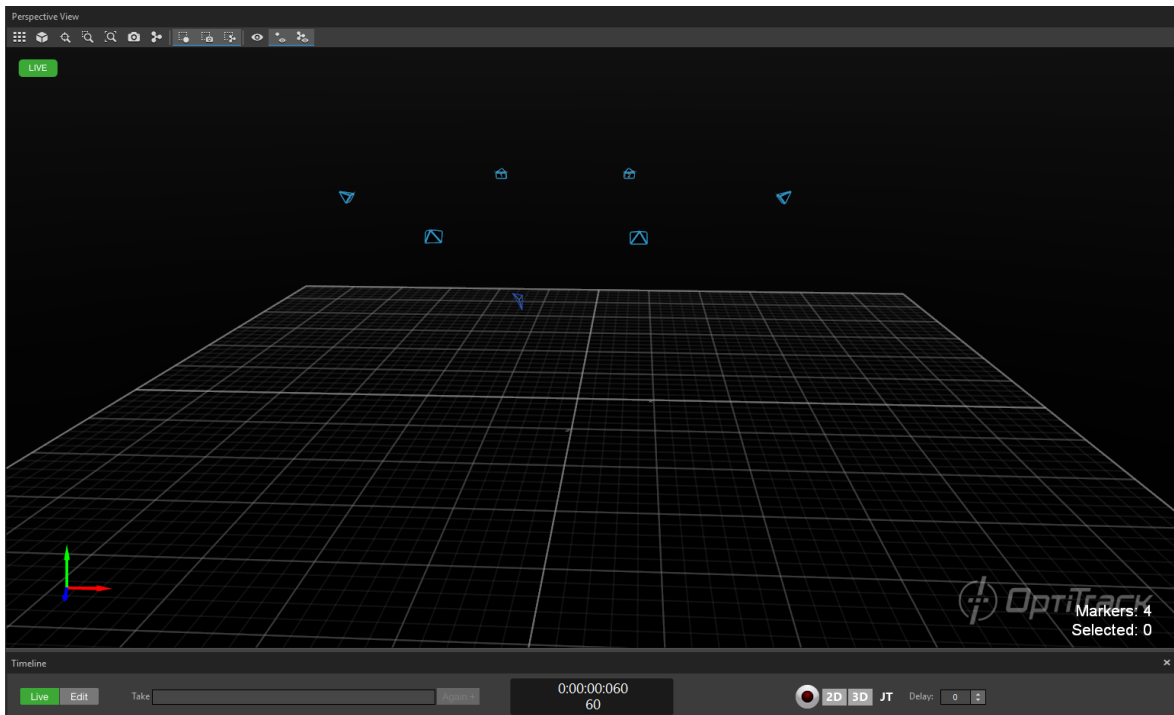 Perspective View
LIVE
OptiTrack
Markers: 4
Selected: 0
Timeline
×
Live Edit Take Again + 0:00:00:060 2D 3D JT Delay: 0
60